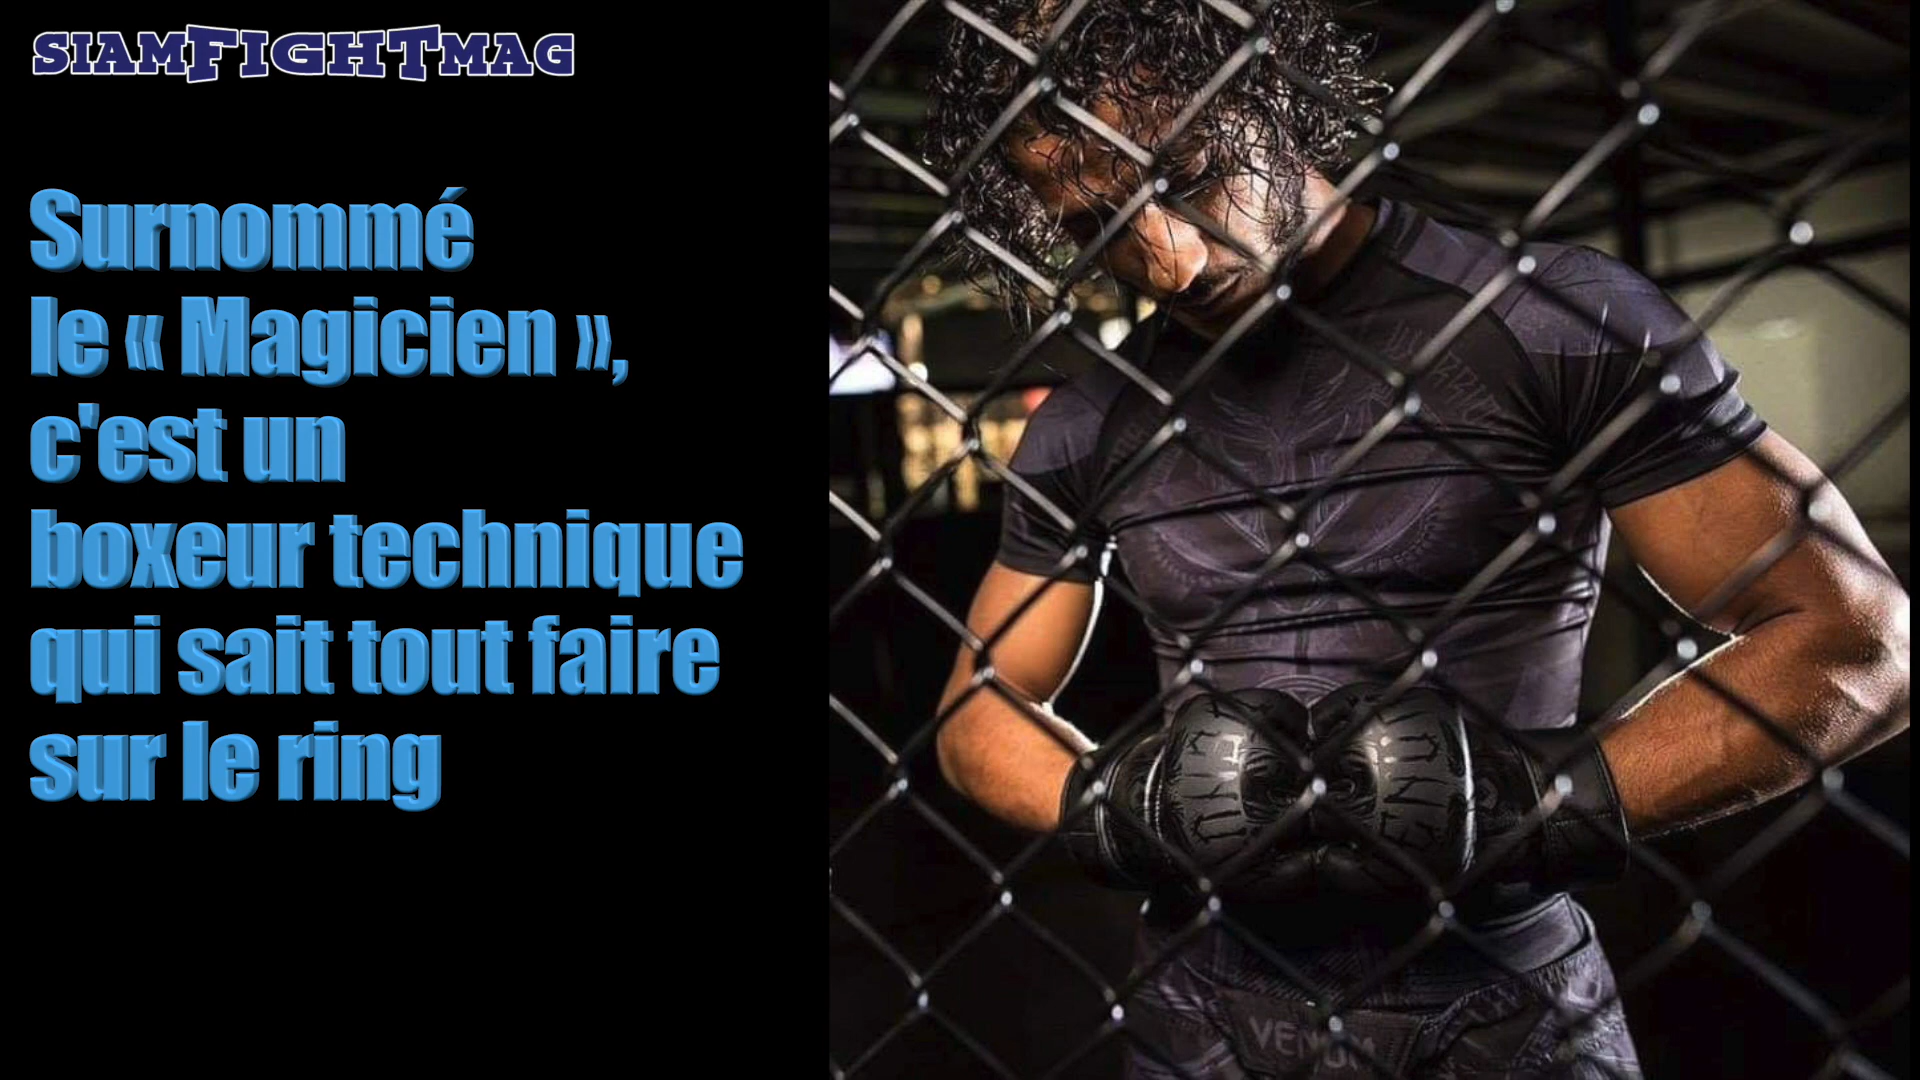 SIAMFIGHTMAG
Surnommé
le « Magicien »,
c'est un
boxeur technique
qui sait tout faire
sur le ring
VENUM